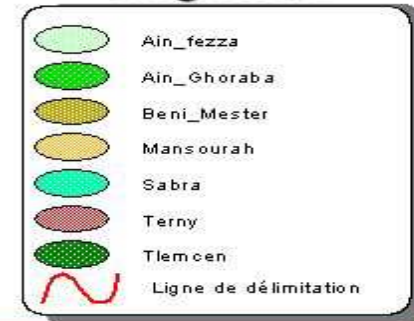 Ain_fezza
Ain_Ghoraba
Beni_Mester
Mansourah
Sabra
Terny
Tlemcen
Ligne de délimitation